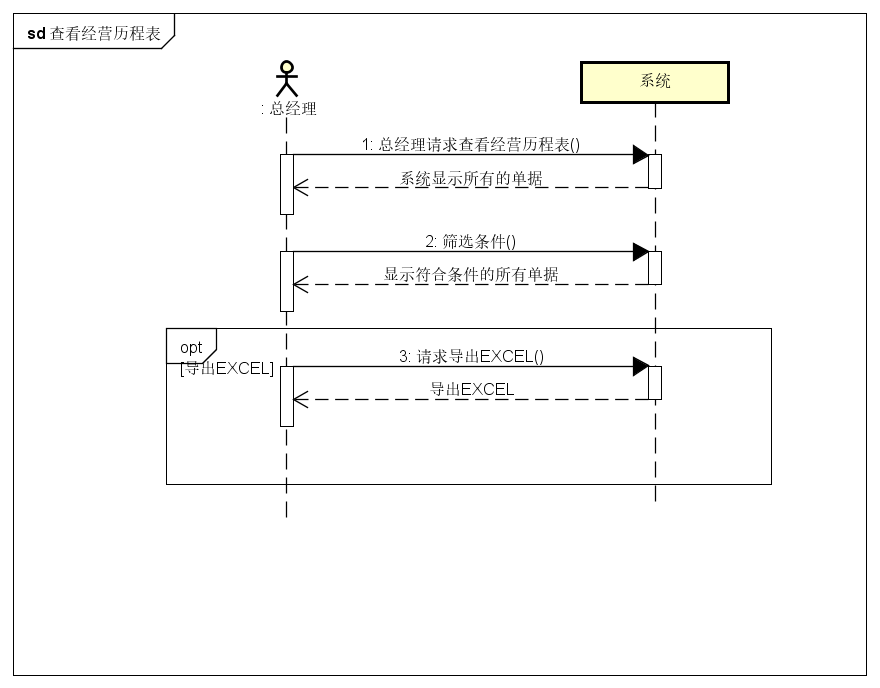 sd 查看经营历程表
系统
: 总经理
1: 总经理请求查看经营历程表()
系统显示所有的单据
2: 筛选条件()
显示符合条件的所有单据
opt
3: 请求导出EXCEL()
[导出EXCEL]
导出EXCEL